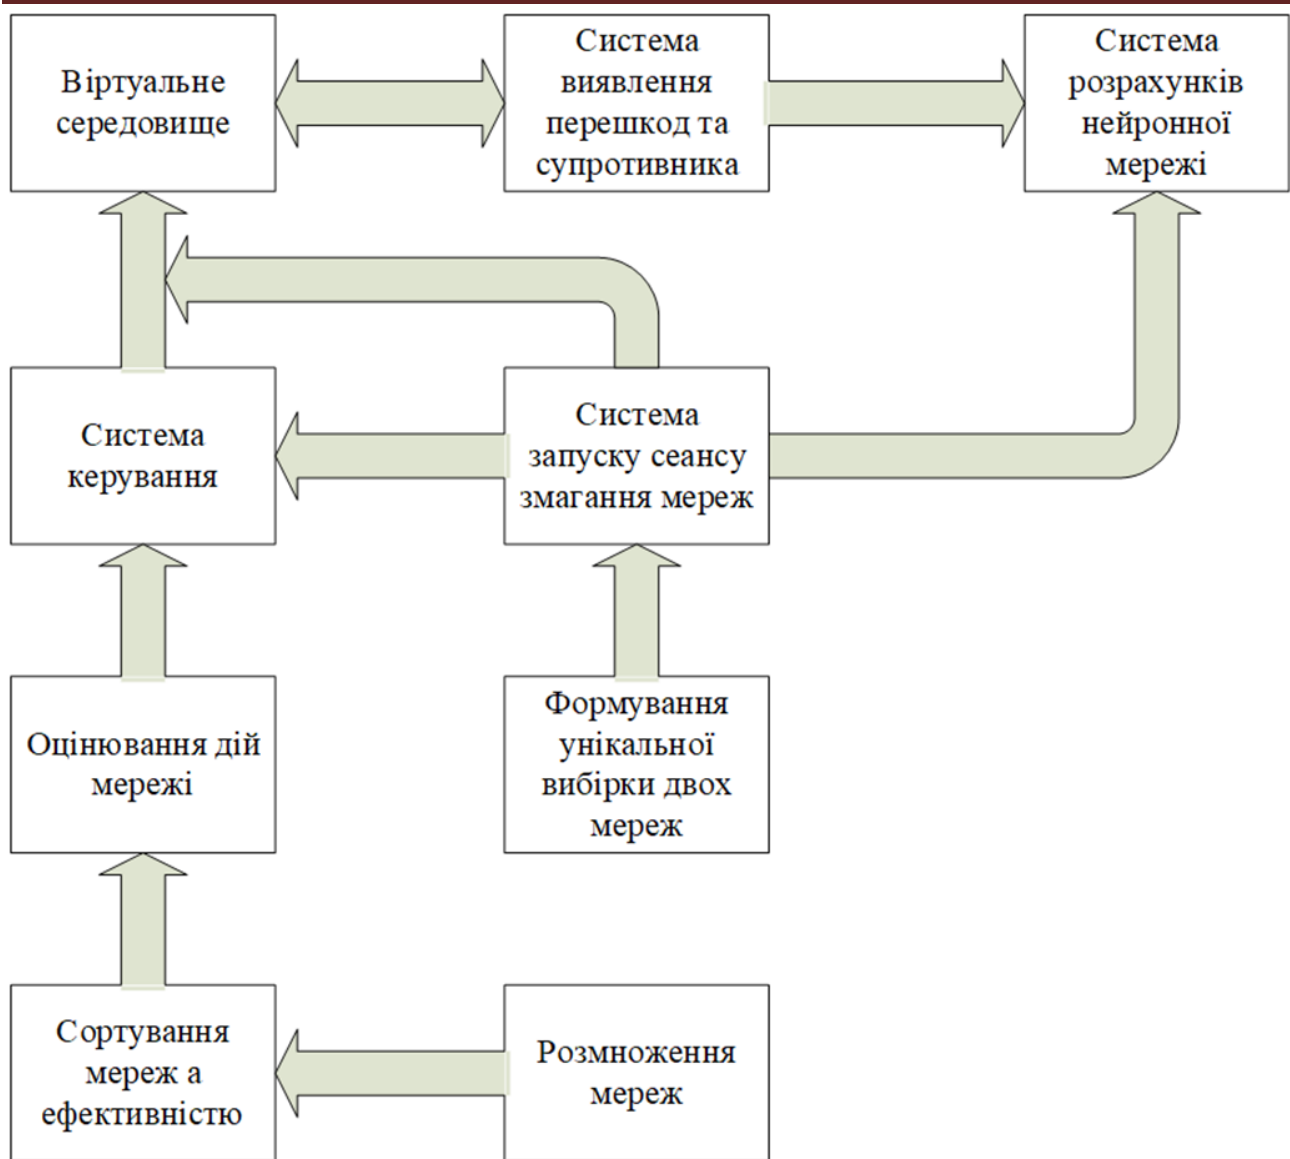 Віртуальне
середовище
Система
виявлення
перешкод та
супротивника
Система
розрахунків
нейронної
мережі
Система
керування
Система
запуску сеансу
змагання мереж
Оцінювання дій
мережі
Формування
унікальної
вибірки двох
мереж
Сортування
мереж а
ефективністю
Розмноження
мереж